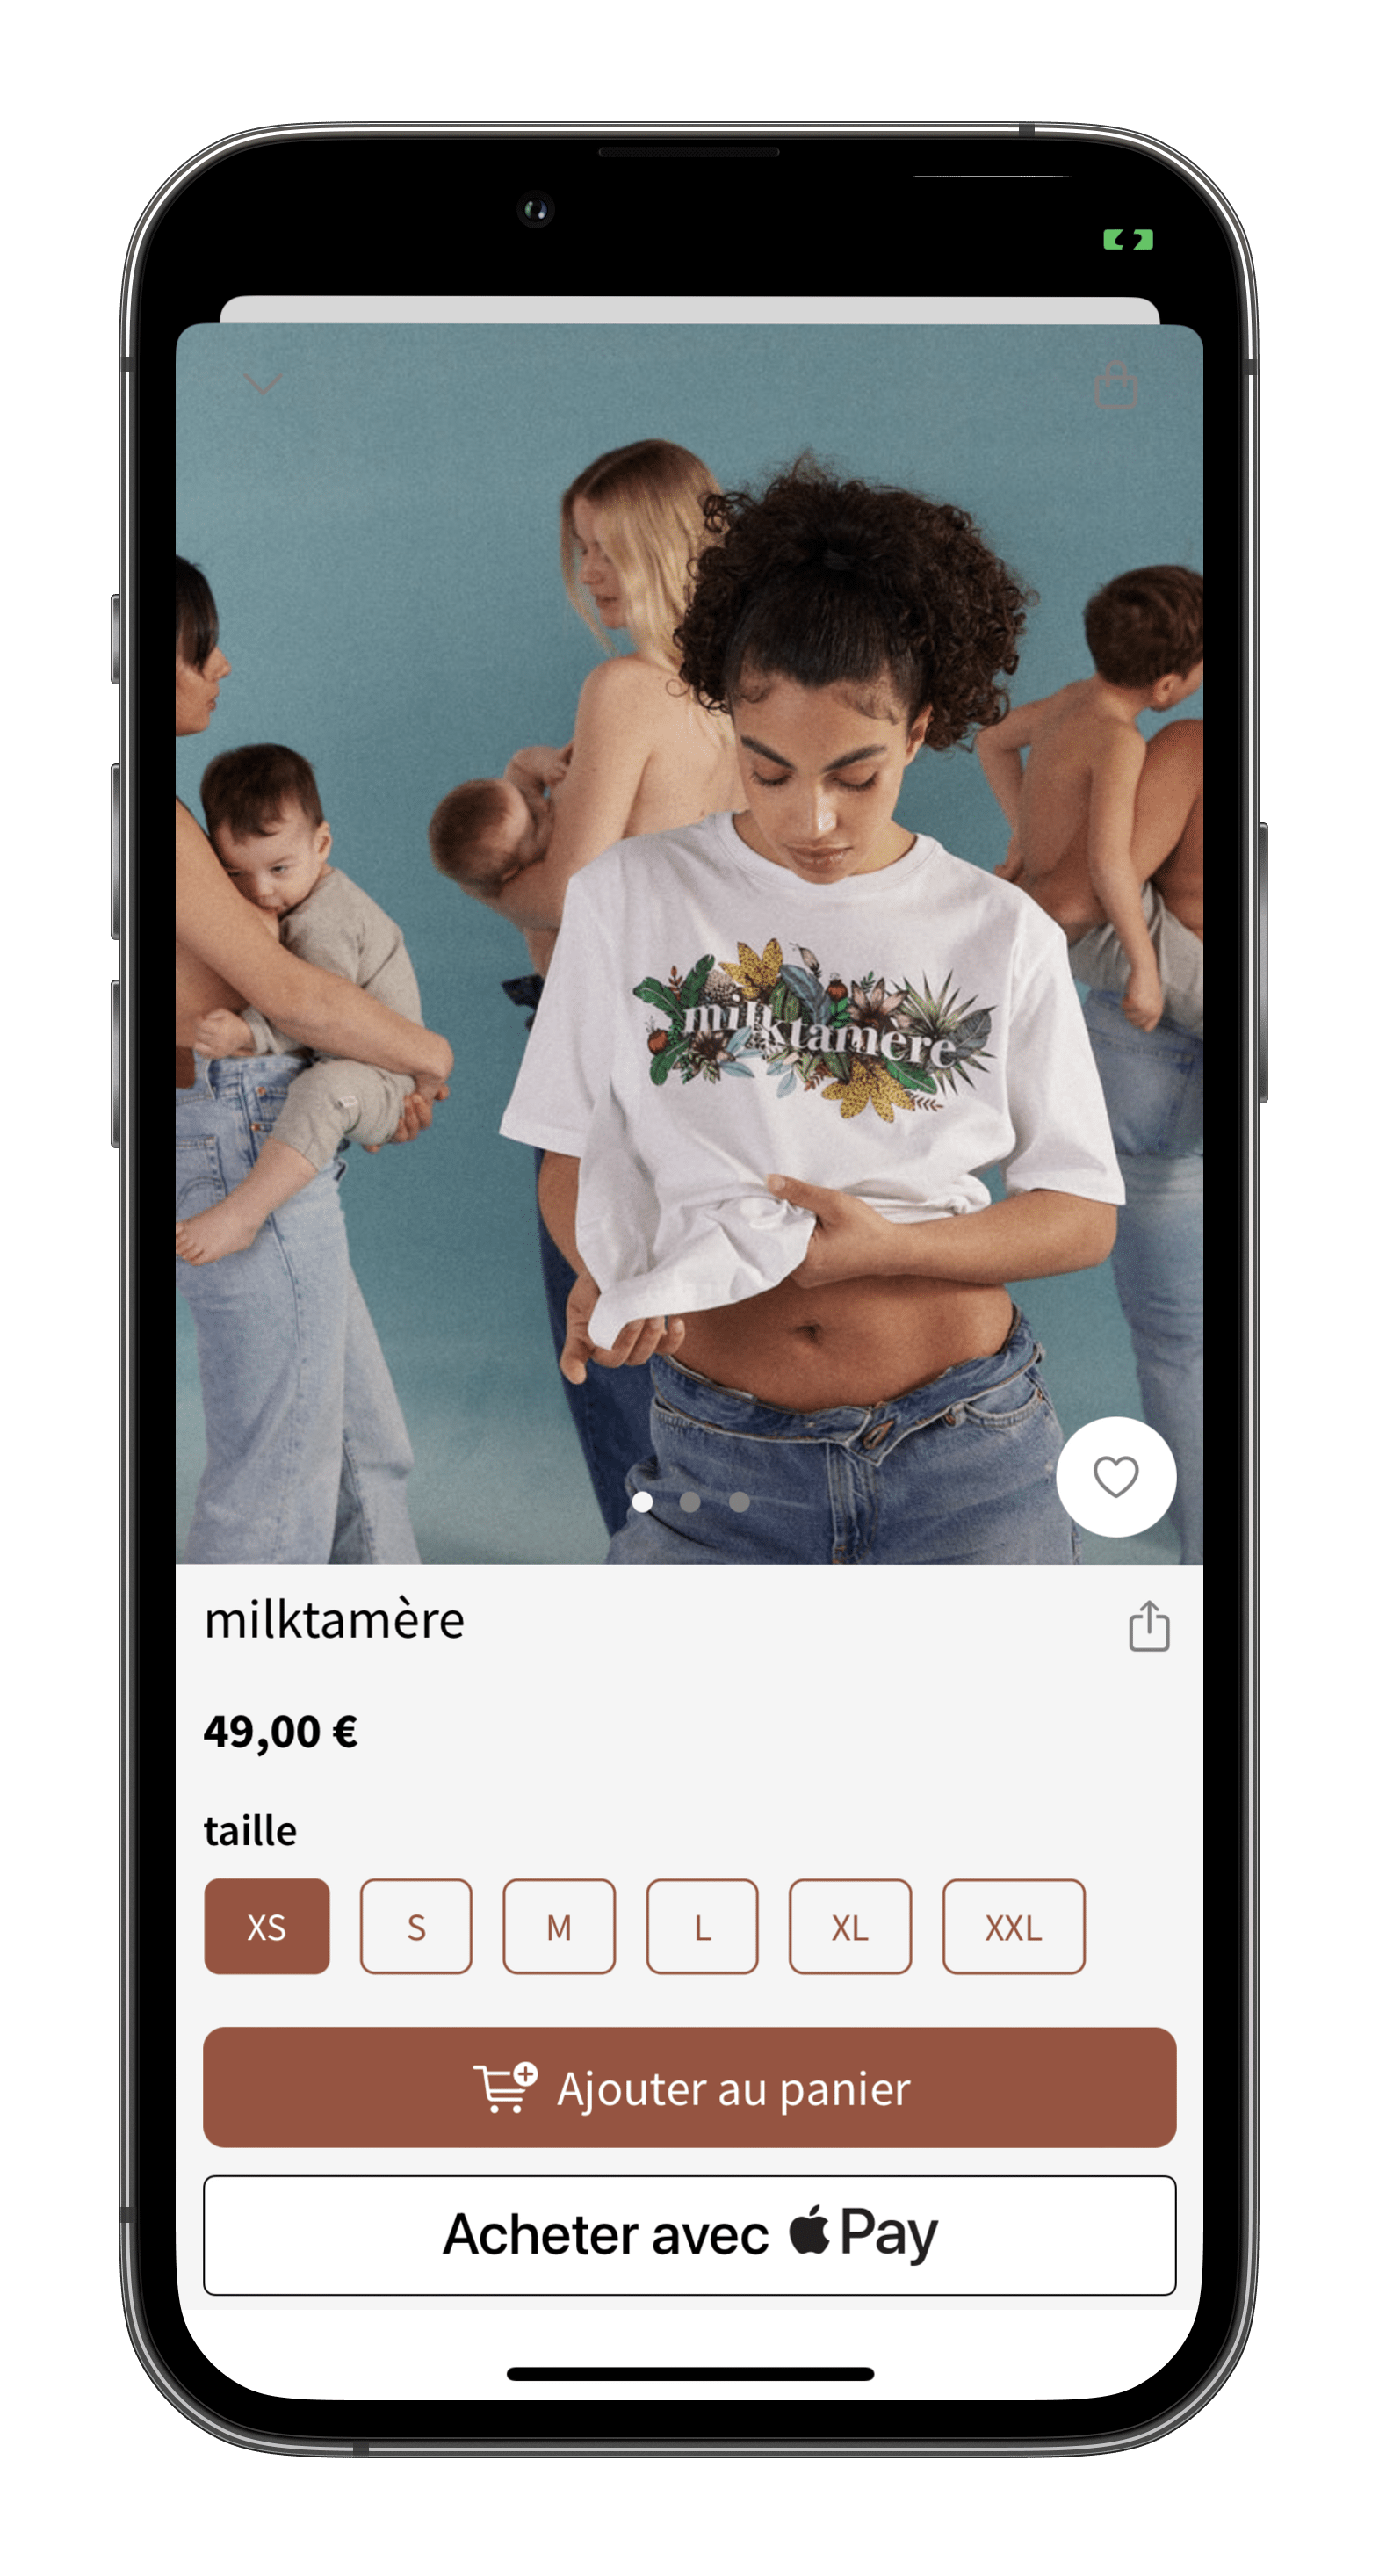 milktamère
milktamère
49,00 €
taille
XS S M L XL XXL
Ajouter au panier
Acheter avec Pay